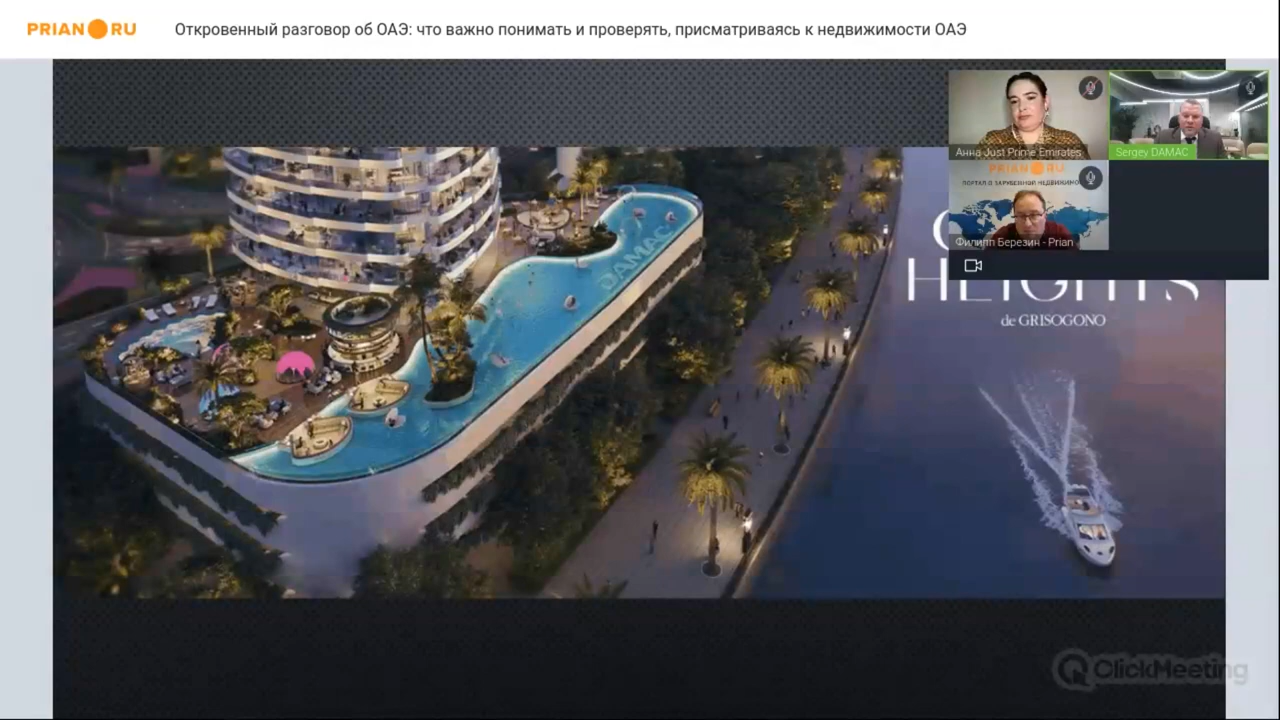 PRIAN RU
Откровенный разговор об ОАЭ: что важно понимать и проверять, присматриваясь к недвижимости ОАЭ
Анна Just Prime Emirates
Sergey DAMAC
PRIAN RU
ПОРТАЛ О ЗАРУБЕЖНОЙ НЕДВИЖИМО
Филипп Березин - Prian
DAMAC
HEIGHTS
de GRISOGONO
ClickMeeting